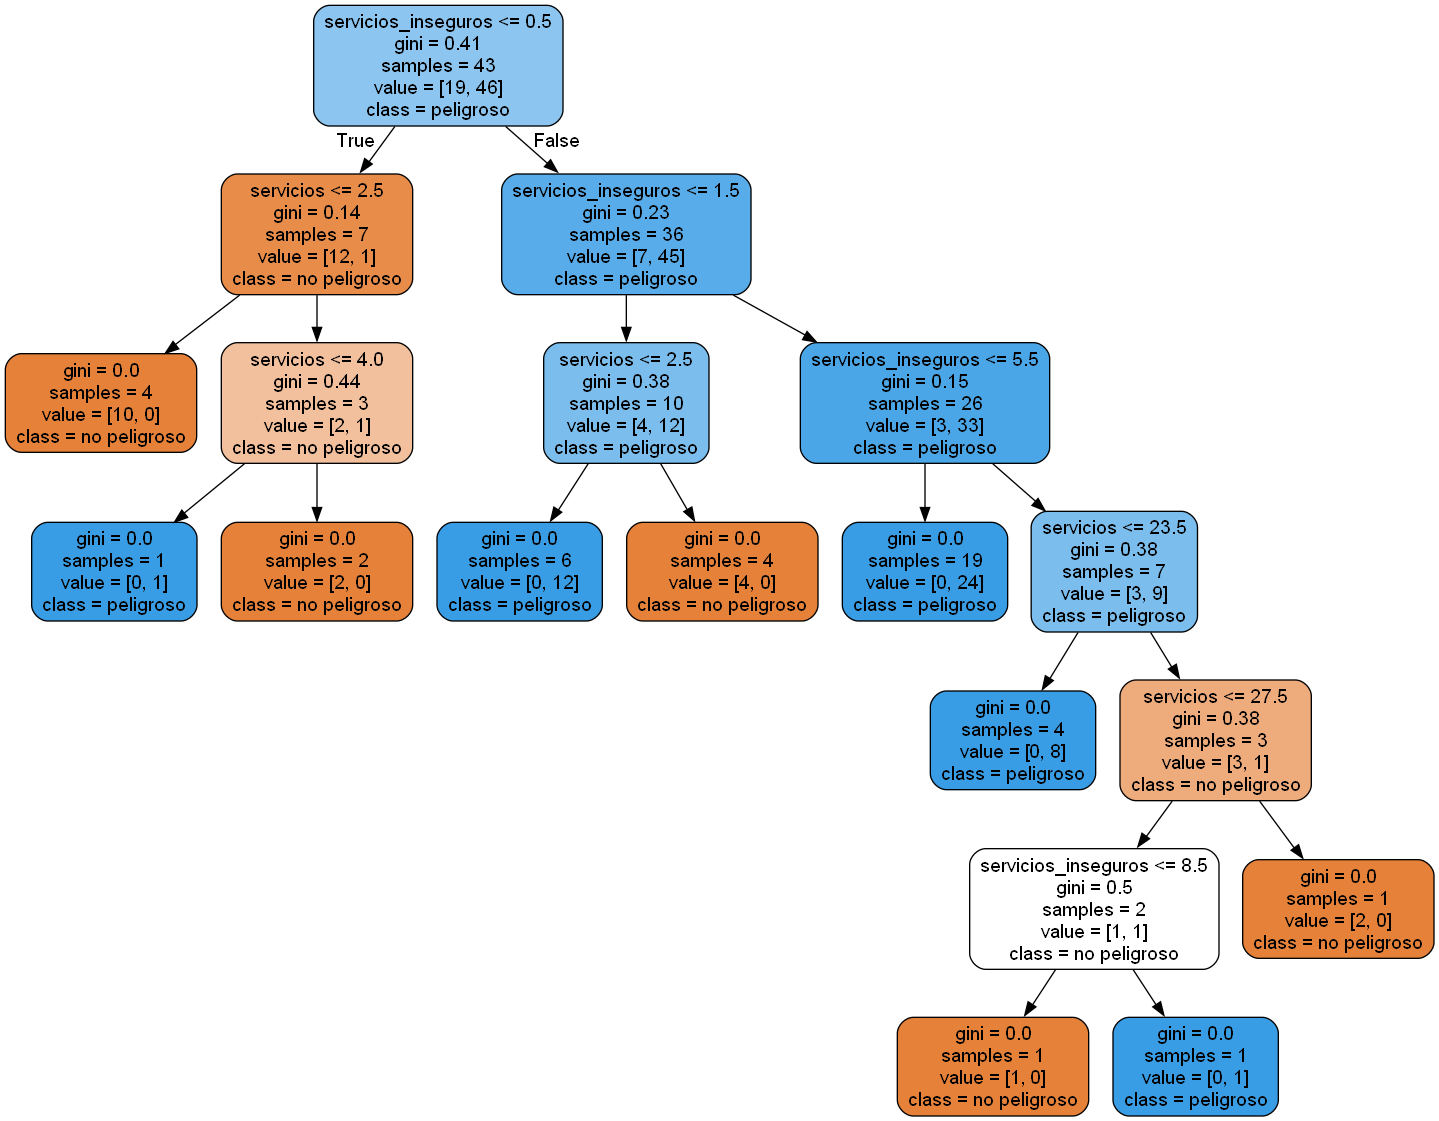 servicios_inseguros <= 0.5
gini = 0.41
samples = 43
value = [19, 46]
class = peligroso
True
False
servicios <= 2.5
gini = 0.14
samples = 7
value = [12, 1]
class = no peligroso
servicios_inseguros <= 1.5
gini = 0.23
samples = 36
value = [7, 45]
class = peligroso
gini = 0.0
samples = 4
value = [10, 0]
class = no peligroso
servicios <= 4.0
gini = 0.44
samples = 3
value = [2, 1]
class = no peligroso
servicios <= 2.5
gini = 0.38
samples = 10
value = [4, 12]
class = peligroso
servicios_inseguros <= 5.5
gini = 0.15
samples = 26
value = [3, 33]
class = peligroso
gini = 0.0
samples = 1
value = [0, 1]
class = peligroso
gini = 0.0
samples = 2
value = [2, 0]
class = no peligroso
gini = 0.0
samples = 6
value = [0, 12]
class = peligroso
gini = 0.0
samples = 4
value = [4, 0]
class = no peligroso
gini = 0.0
samples = 19
value = [0, 24]
class = peligroso
servicios <= 23.5
gini = 0.38
samples = 7
value = [3, 9]
class = peligroso
gini = 0.0
samples = 4
value = [0, 8]
class = peligroso
servicios <= 27.5
gini = 0.38
samples = 3
value = [3, 1]
class = no peligroso
servicios_inseguros <= 8.5
gini = 0.5
samples = 2
value = [1, 1]
class = no peligroso
gini = 0.0
samples = 1
value = [2, 0]
class = no peligroso
gini = 0.0
samples = 1
value = [1, 0]
class = no peligroso
gini = 0.0
samples = 1
value = [0, 1]
class = peligroso